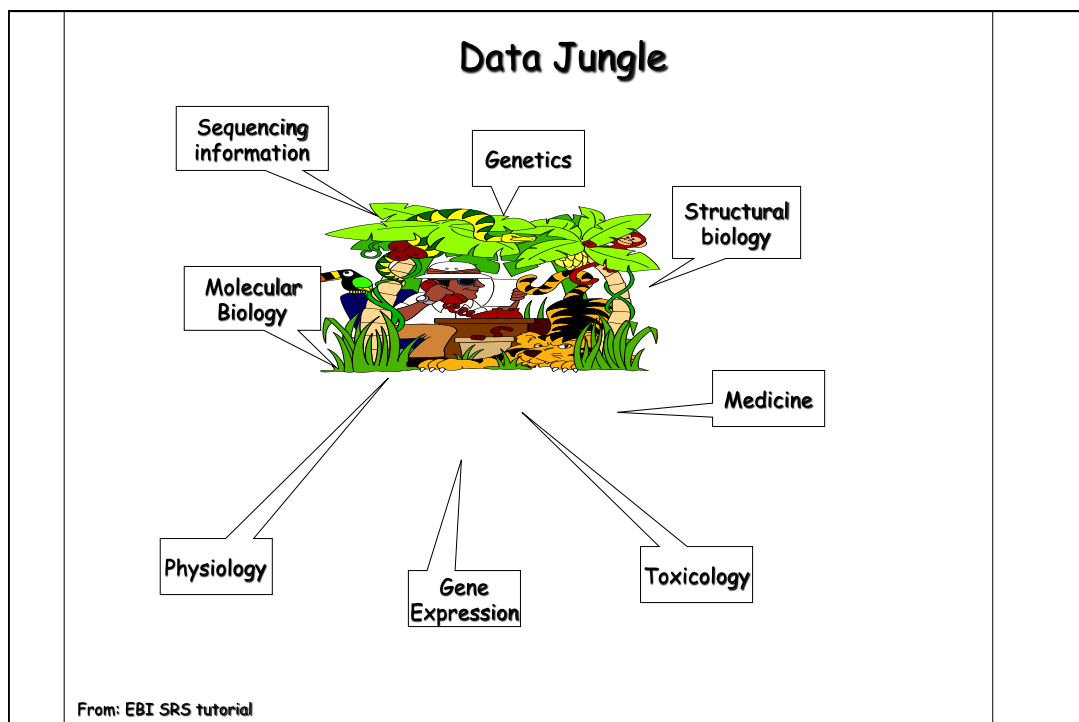 Data Jungle
Sequencing
information
Genetics
Structural
biology
Molecular
Biology
Medicine
Physiology
Gene
Expression
Toxicology
From: EBI SRS tutorial